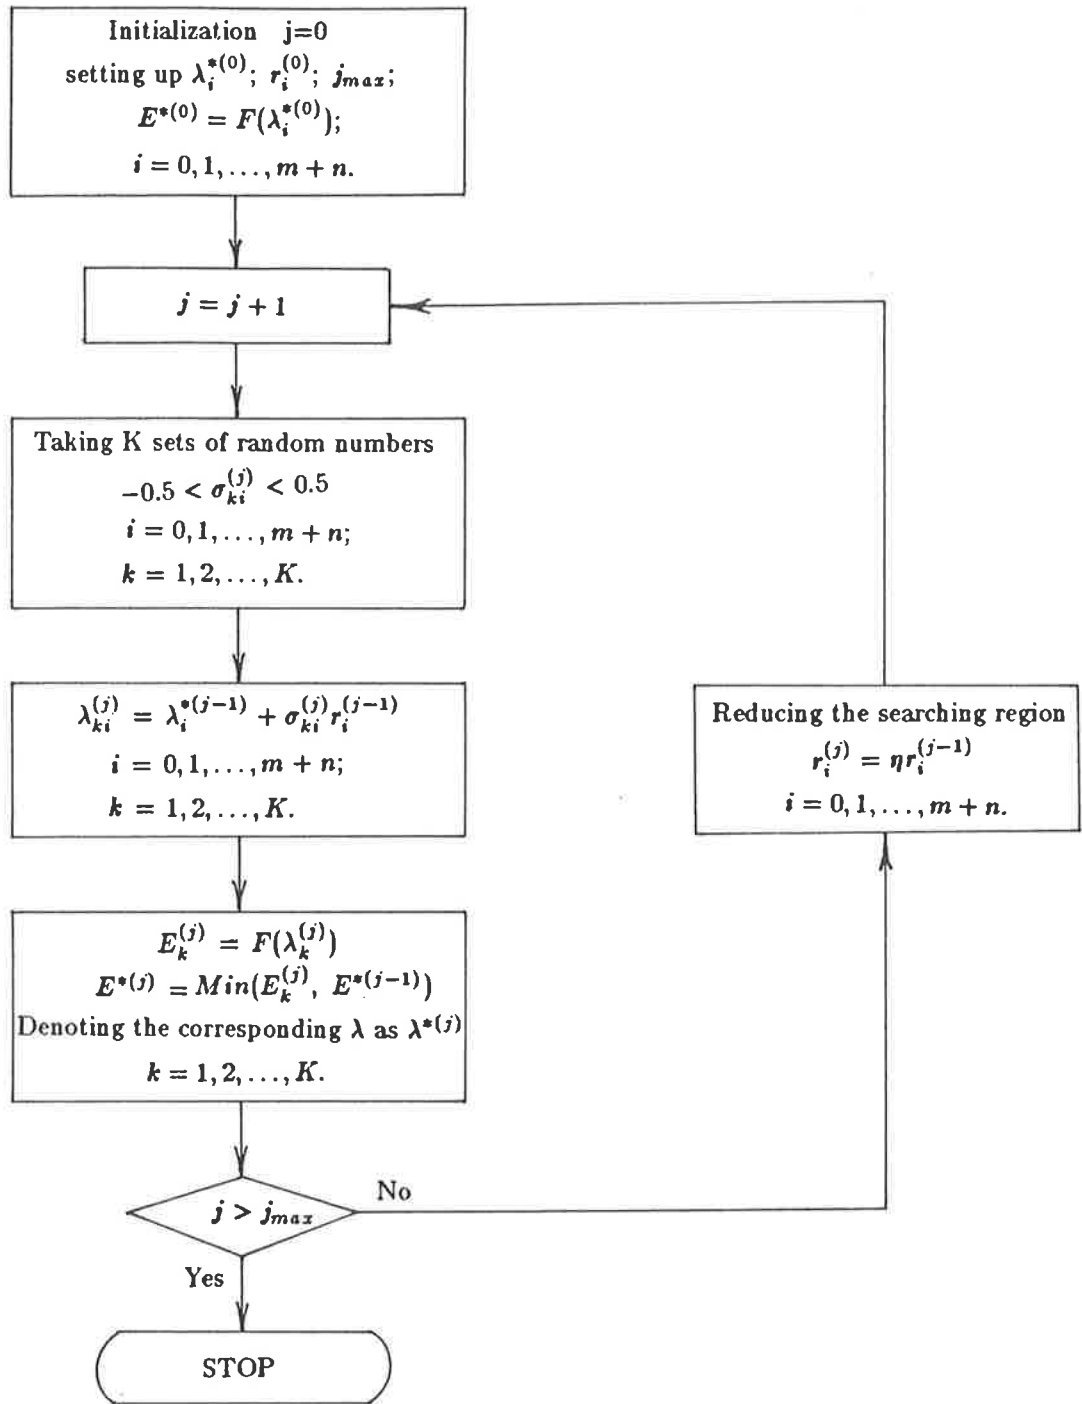 Initialization j=0
setting up λ_i^{*(0)}; r_i^{(0)}; j_{max};
E^{*(0)} = F(λ_i^{*(0)});
i = 0, 1, ..., m + n.
j = j + 1
Taking K sets of random numbers
−0.5 < σ_{ki}^{(j)} < 0.5
i = 0, 1, ..., m + n;
k = 1, 2, ..., K.
λ_{ki}^{(j)} = λ_i^{*(j−1)} + σ_{ki}^{(j)} r_i^{(j−1)}
i = 0, 1, ..., m + n;
k = 1, 2, ..., K.
Reducing the searching region
r_i^{(j)} = η r_i^{(j−1)}
i = 0, 1, ..., m + n.
E_k^{(j)} = F(λ_k^{(j)})
E^{*(j)} = Min(E_k^{(j)}, E^{*(j−1)})
Denoting the corresponding λ as λ^{*(j)}
k = 1, 2, ..., K.
j > j_{max}
No
Yes
STOP